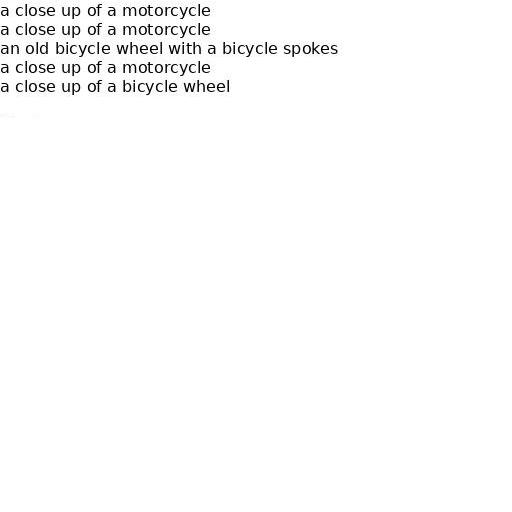 a close up of a motorcycle
a close up of a motorcycle
an old bicycle wheel with a bicycle spokes
a close up of a motorcycle
a close up of a bicycle wheel